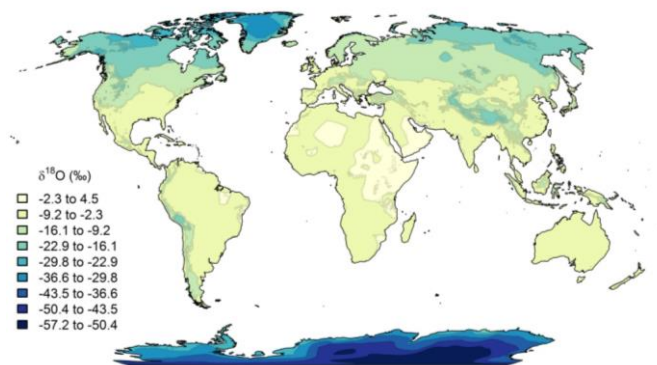 δ¹⁸O (‰)
-2.3 to 4.5
-9.2 to -2.3
-16.1 to -9.2
-22.9 to -16.1
-29.8 to -22.9
-36.6 to -29.8
-43.5 to -36.6
-50.4 to -43.5
-57.2 to -50.4